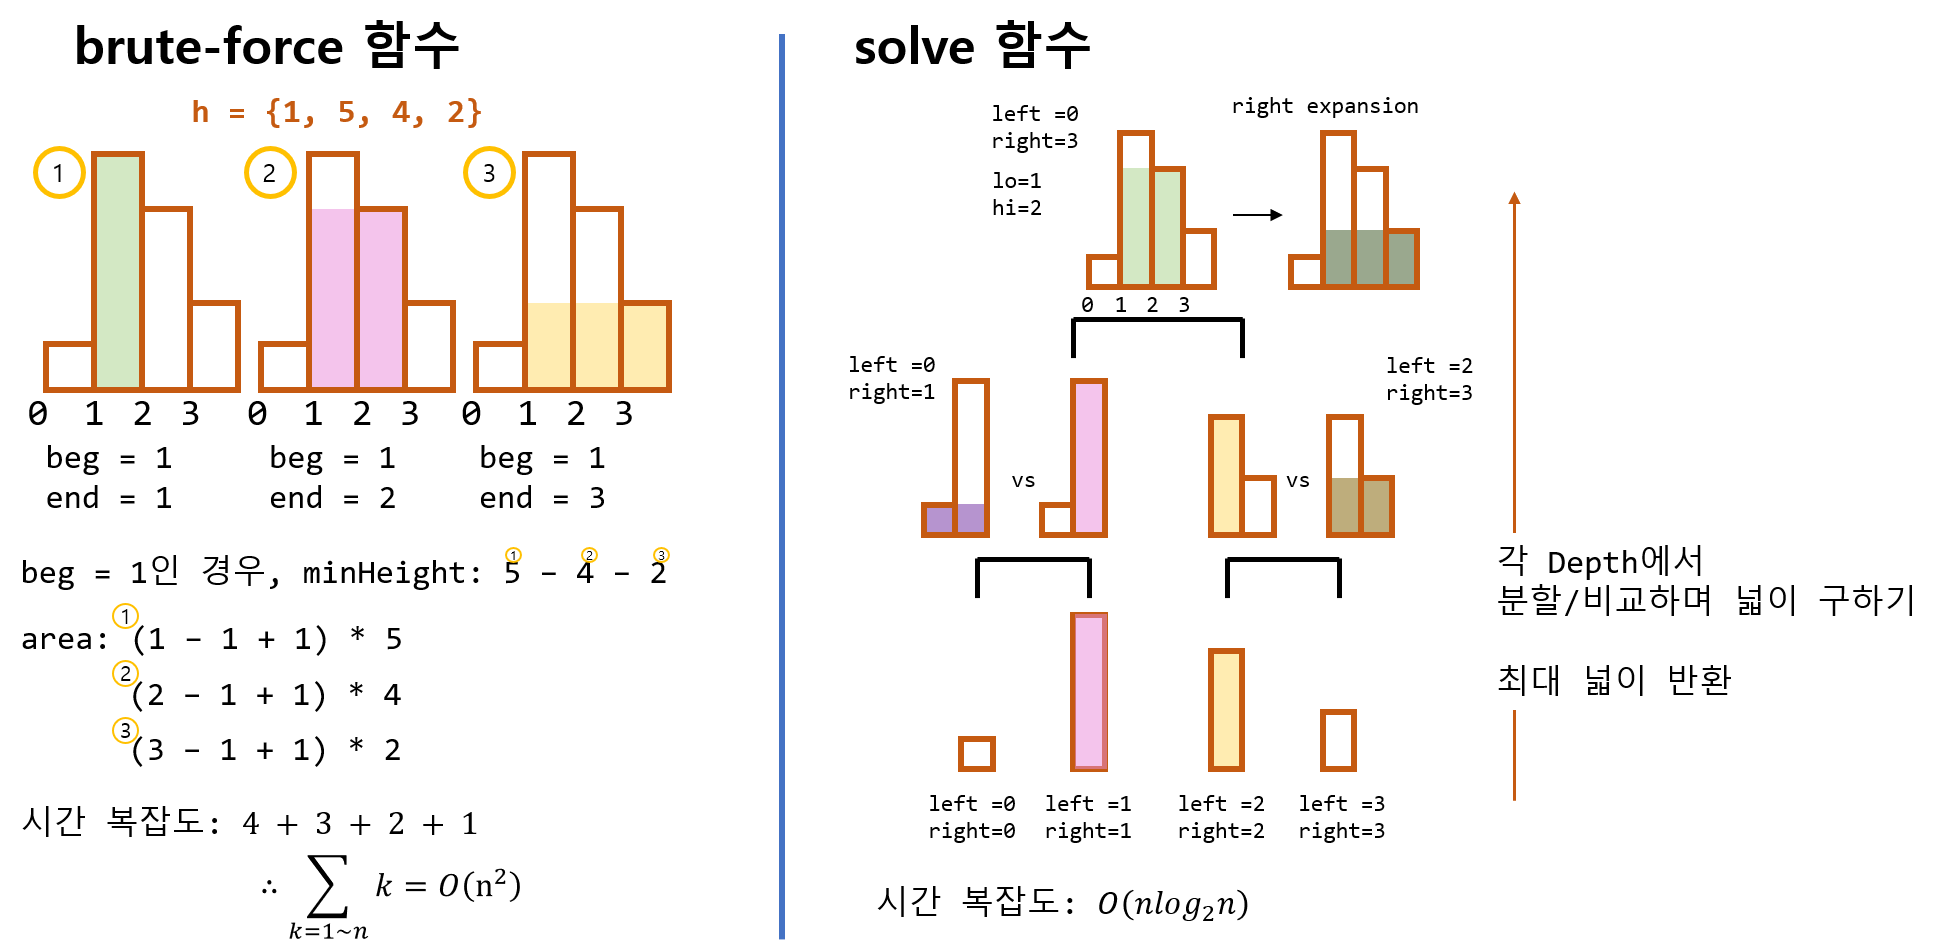 brute-force 함수
h = {1, 5, 4, 2}
1
2
3
0 1 2 3
0 1 2 3
0 1 2 3
beg = 1
end = 1
beg = 1
end = 2
beg = 1
end = 3
1 2 3
beg = 1인 경우, minHeight: 5 – 4 – 2
1
area: (1 – 1 + 1) * 5
2
(2 – 1 + 1) * 4
3
(3 – 1 + 1) * 2
시간 복잡도: 4 + 3 + 2 + 1
∴ ∑ k = O(n²)
k=1~n
solve 함수
left =0
right=3
lo=1
hi=2
right expansion
0 1 2 3
left =0
right=1
vs
left =2
right=3
vs
left =0
right=0
left =1
right=1
left =2
right=2
left =3
right=3
각 Depth에서
분할/비교하며 넓이 구하기
최대 넓이 반환
시간 복잡도: O(nlog₂n)